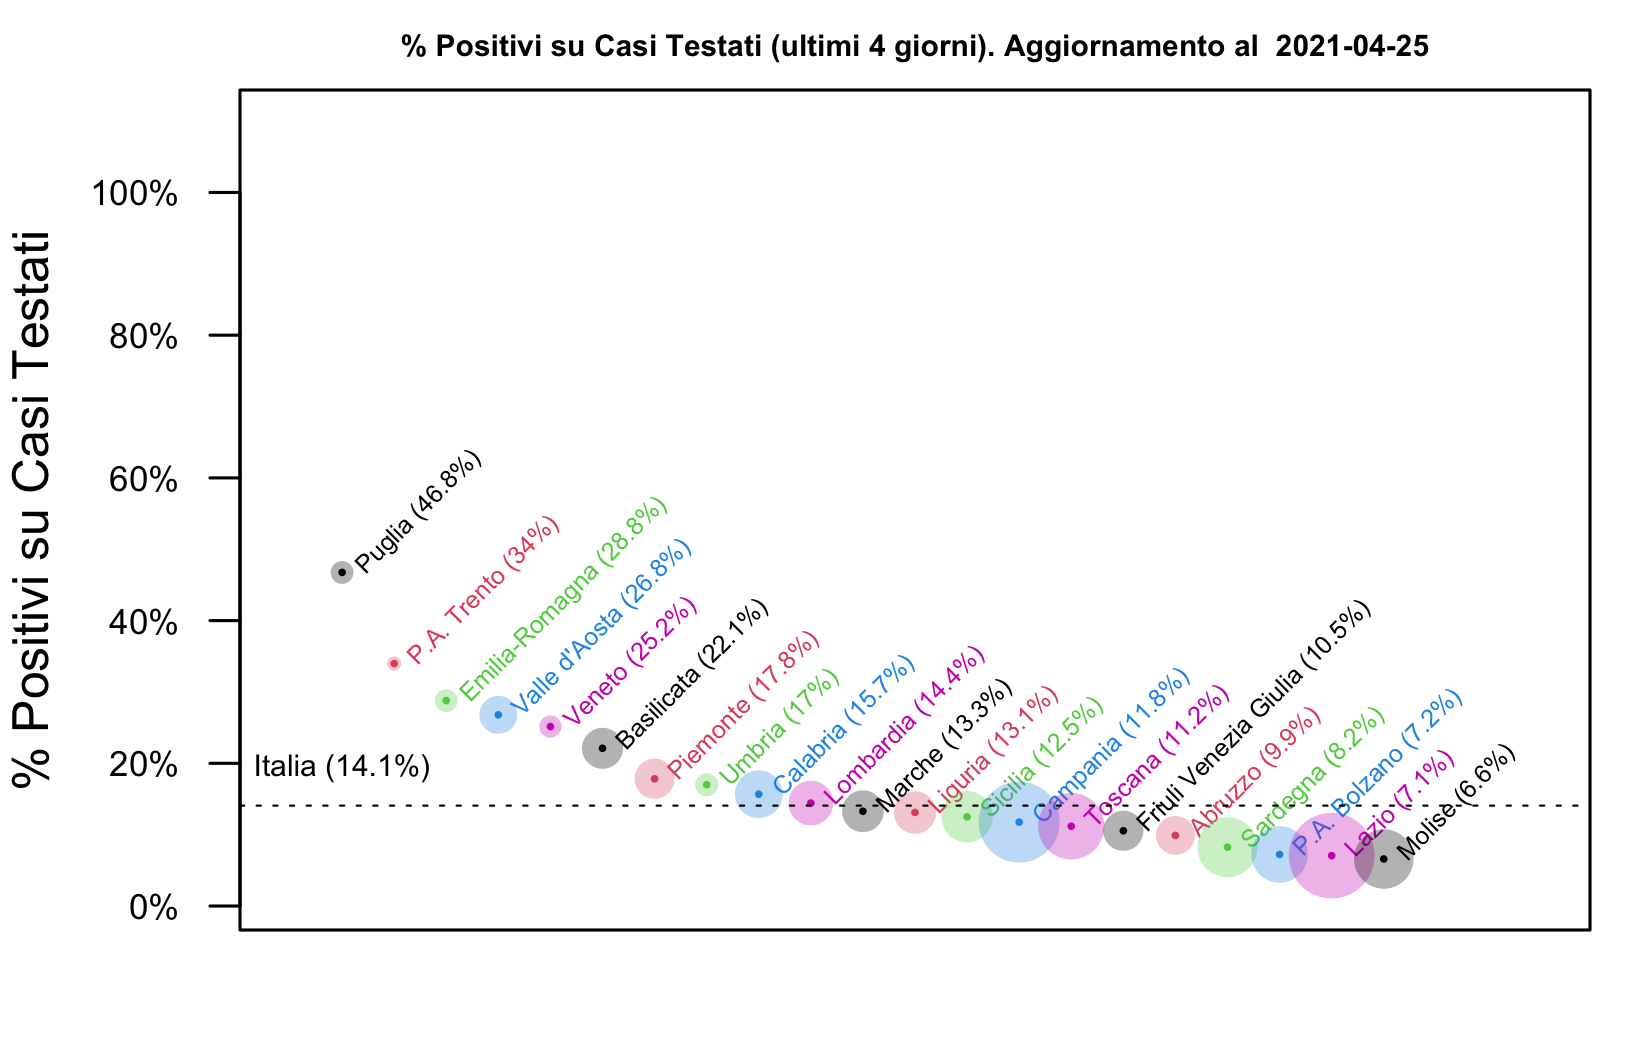 % Positivi su Casi Testati (ultimi 4 giorni). Aggiornamento al  2021-04-25
% Positivi su Casi Testati
100%
80%
60%
40%
20%
0%
Italia (14.1%)
Puglia (46.8%)
P.A. Trento (34%)
Emilia-Romagna (28.8%)
Valle d'Aosta (26.8%)
Veneto (25.2%)
Basilicata (22.1%)
Piemonte (17.8%)
Umbria (17%)
Calabria (15.7%)
Lombardia (14.4%)
Marche (13.3%)
Liguria (13.1%)
Sicilia (12.5%)
Campania (11.8%)
Toscana (11.2%)
Friuli Venezia Giulia (10.5%)
Abruzzo (9.9%)
Sardegna (8.2%)
P.A. Bolzano (7.2%)
Lazio (7.1%)
Molise (6.6%)